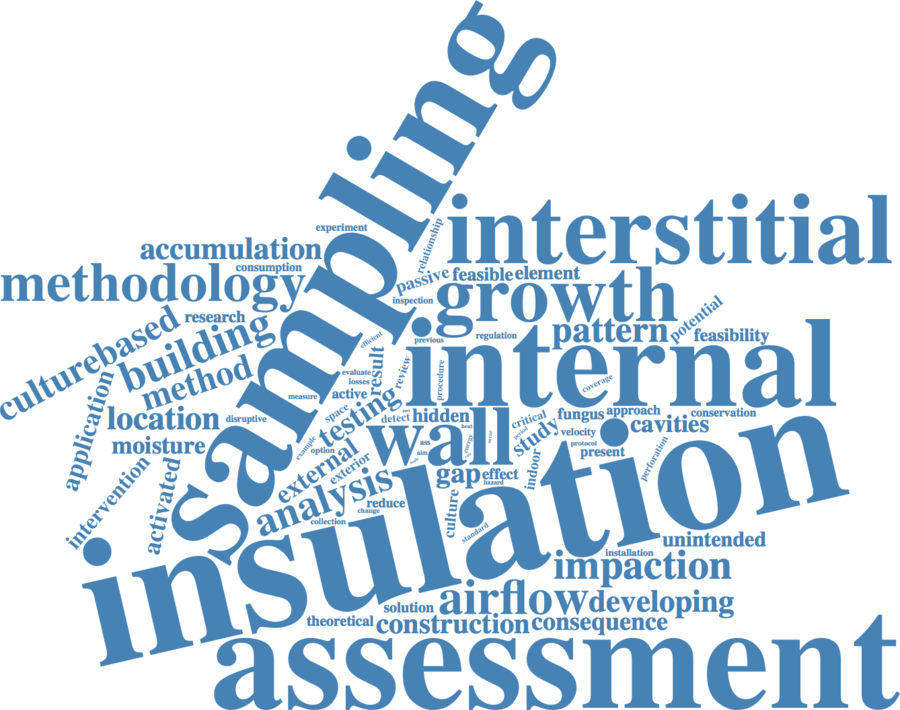 sampling
interstitial
experiment
relationship
accumulation
consumption
methodology
passive
feasible
element
inspection
growth
potential
research
culturebased
building
efficient
previous
regulation
pattern
feasibility
internal
result
review
procedure
coverage
evaluate
losses
method
measure
active
application
location
disruptive
space
testing
detect
hidden
wall
heat
critical
period
study
fungus
approach
conservation
cavities
velocity
protocol
present
perforation
moisture
example
option
external
exterior
aim
energy
indoor
gap
effect
hazard
intervention
activated
analysis
reduce
change
collection
culture
standard
insulation
unintended
installation
impaction
solution
airflow
developing
theoretical
construction
consequence
assessment